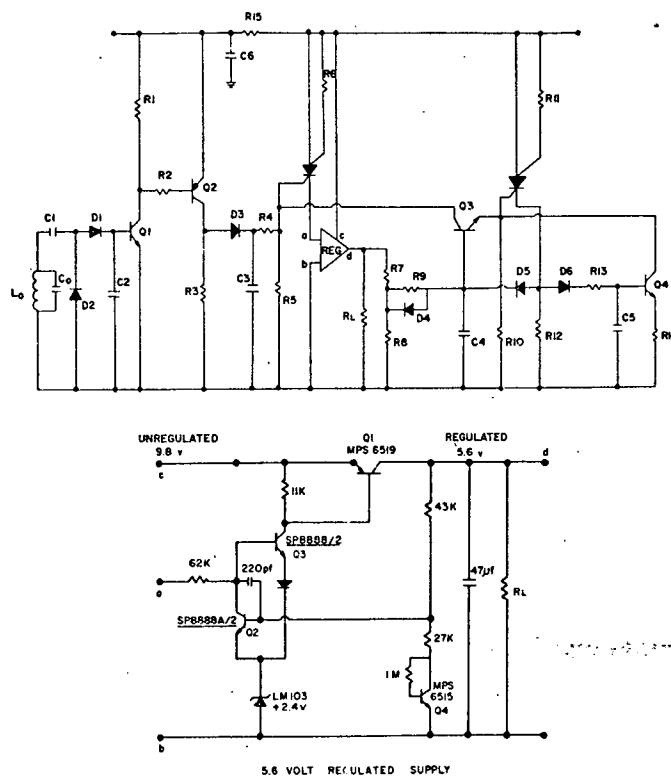 R15
C6
R6
R11
R1
R2
Q2
Q3
C1
D1
Q1
D3
R4
a
c
REG
b
d
R7
R9
D5
D6
R13
Q4
Lo
Co
D2
C2
R3
C3
R5
RL
D4
R8
C4
R10
R12
C5
UNREGULATED
9.8 v
c
Q1
MPS 6519
REGULATED
5.6 v
d
11K
43K
SP8888/2
Q3
62K
220pf
47µf
RL
a
SP8888A/2
Q2
27K
1M
MPS
6515
Q4
LM103
+2.4v
b
5.6 VOLT REGULATED SUPPLY